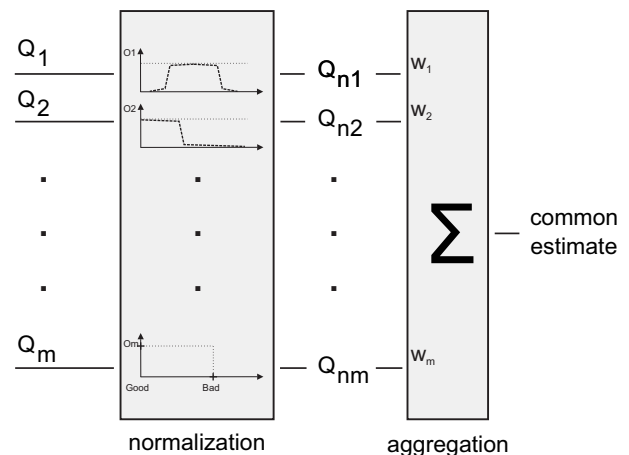 Q1
O1
Qn1
w1
Q2
O2
Qn2
w2
Σ
common
estimate
Qm
Om
Good
Bad
Qnm
wm
normalization
aggregation